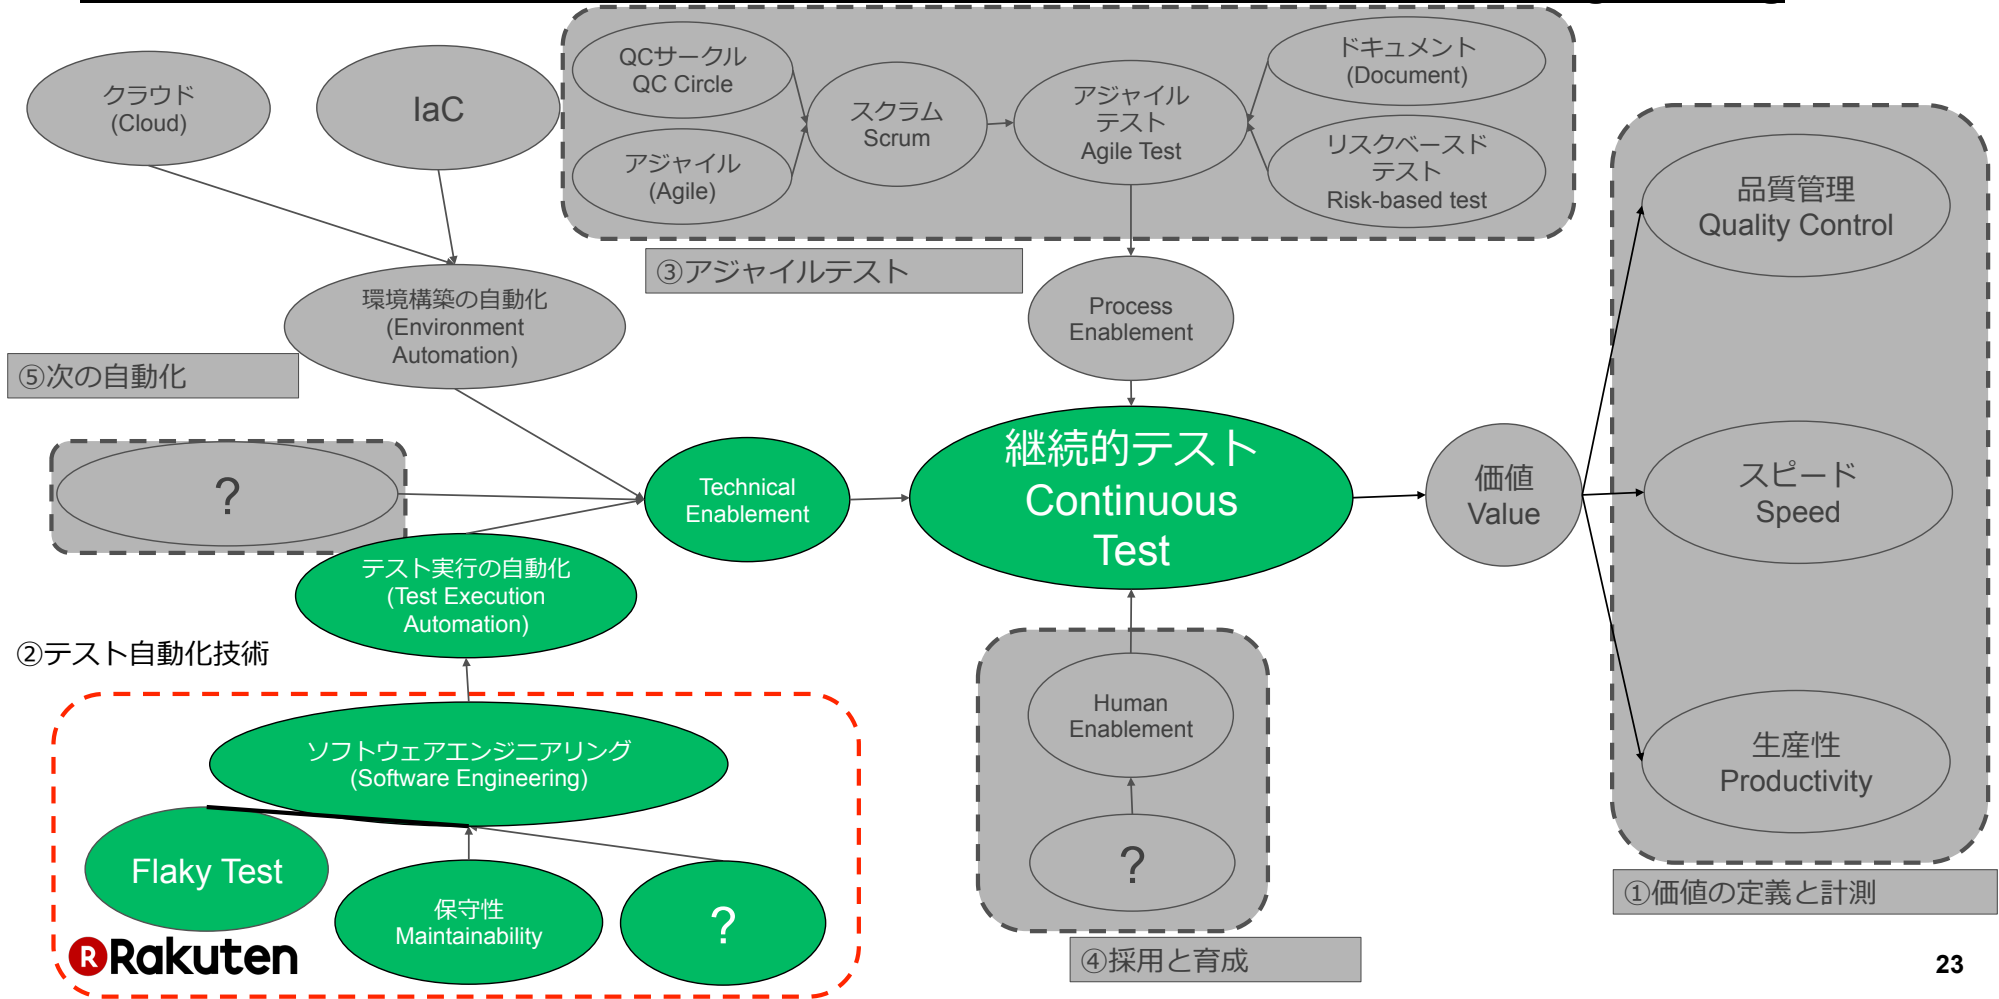 クラウド
(Cloud)
IaC
QCサークル
QC Circle
アジャイル
(Agile)
スクラム
Scrum
アジャイル
テスト
Agile Test
ドキュメント
(Document)
リスクベースド
テスト
Risk-based test
③アジャイルテスト
品質管理
Quality Control
環境構築の自動化
(Environment
Automation)
Process
Enablement
⑤次の自動化
?
Technical
Enablement
継続的テスト
Continuous
Test
価値
Value
スピード
Speed
テスト実行の自動化
(Test Execution
Automation)
②テスト自動化技術
ソフトウェアエンジニアリング
(Software Engineering)
Human
Enablement
生産性
Productivity
Flaky Test
保守性
Maintainability
?
?
①価値の定義と計測
④採用と育成
R Rakuten
23